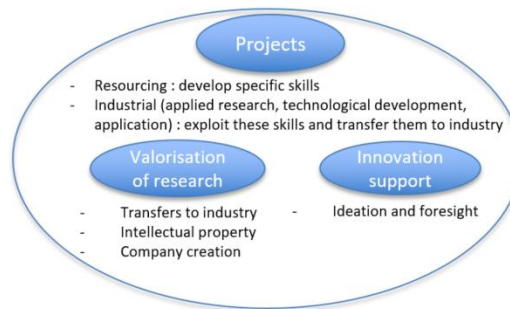 Projects
- Resourcing : develop specific skills
- Industrial (applied research, technological development,
application) : exploit these skills and transfer them to industry
Valorisation
of research
- Transfers to industry
- Intellectual property
- Company creation
Innovation
support
- Ideation and foresight